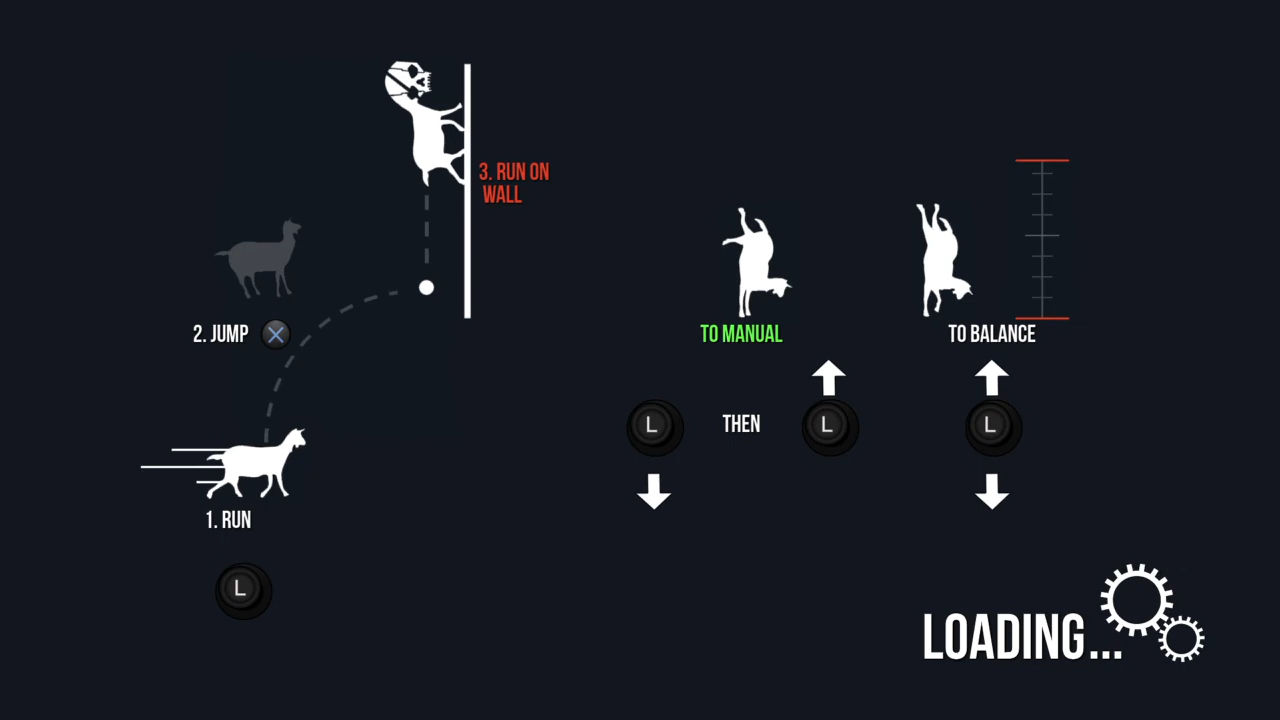 3. RUN ON
WALL
2. JUMP
TO MANUAL
TO BALANCE
L
THEN
L
L
1. RUN
L
LOADING...